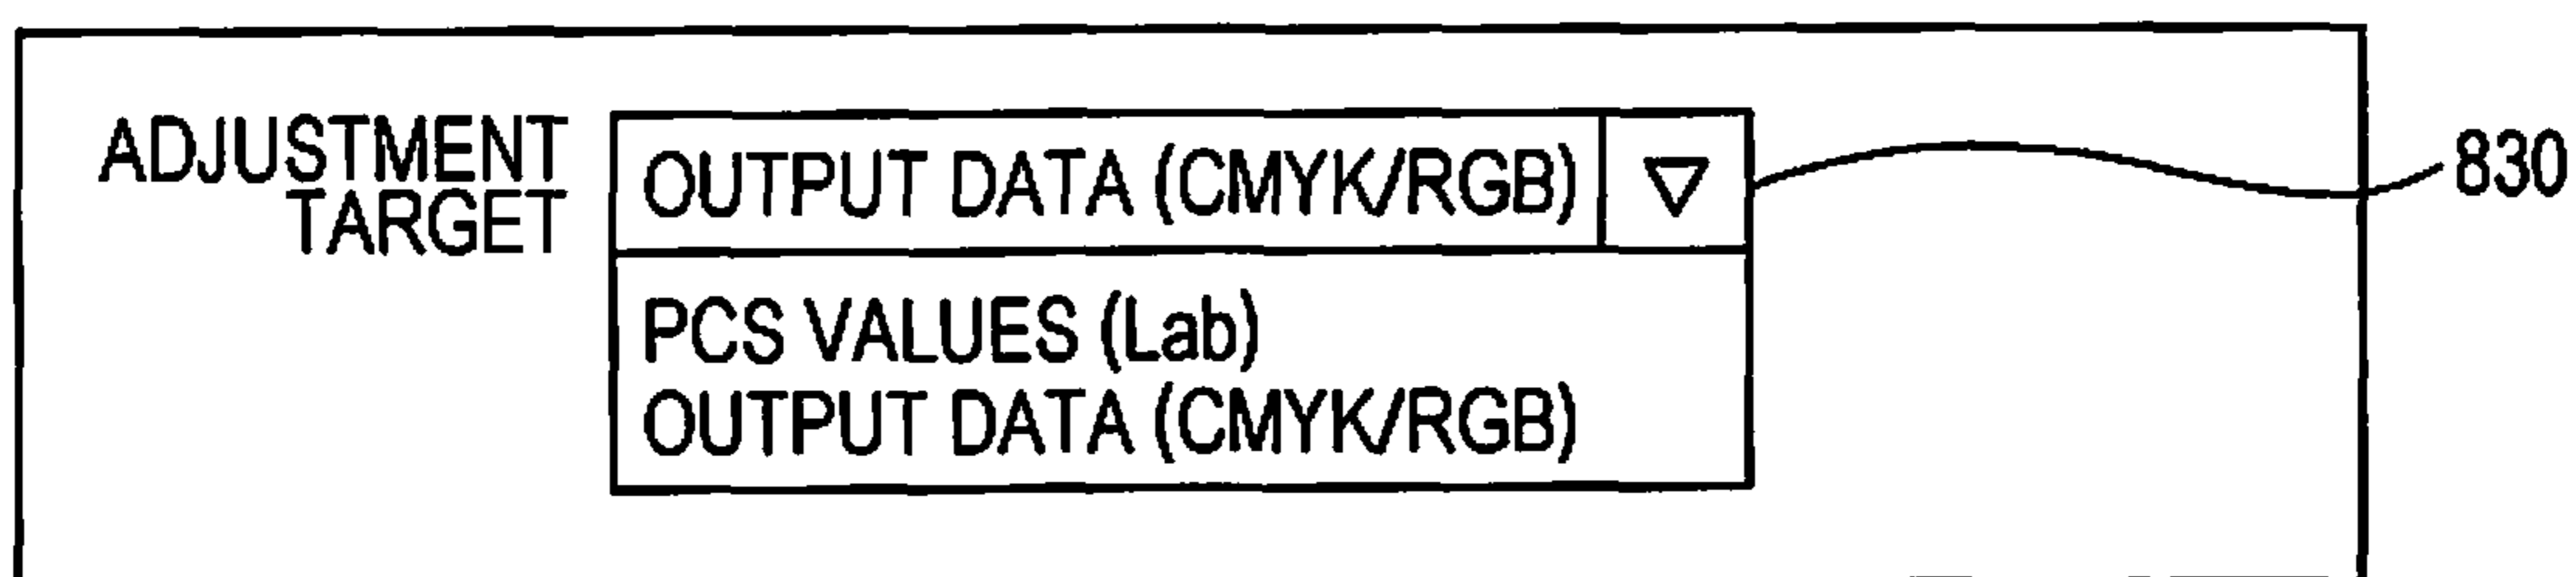 ADJUSTMENT
TARGET
OUTPUT DATA (CMYK/RGB)
830
PCS VALUES (Lab)
OUTPUT DATA (CMYK/RGB)